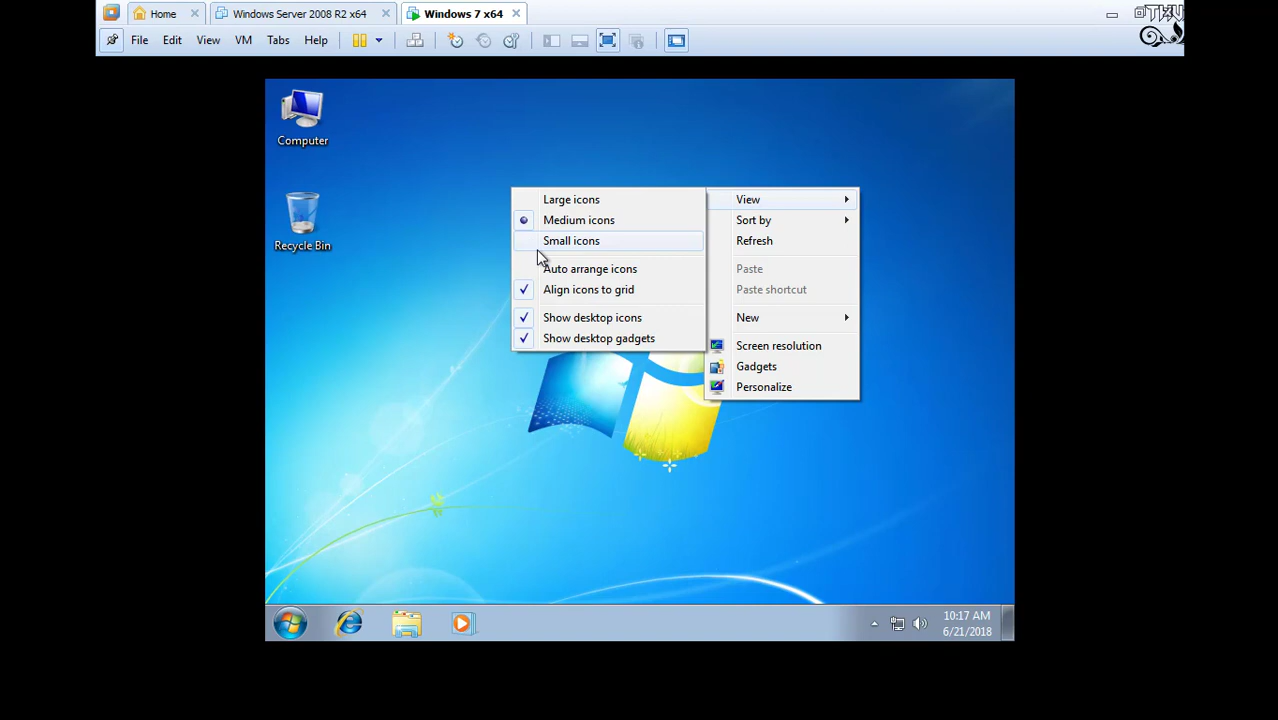 Home
Windows Server 2008 R2 x64
Windows 7 x64
File Edit View VM Tabs Help
Computer
Recycle Bin
Large icons
Medium icons
Small icons
Auto arrange icons
Align icons to grid
Show desktop icons
Show desktop gadgets
View
Sort by
Refresh
Paste
Paste shortcut
New
Screen resolution
Gadgets
Personalize
10:17 AM
6/21/2018